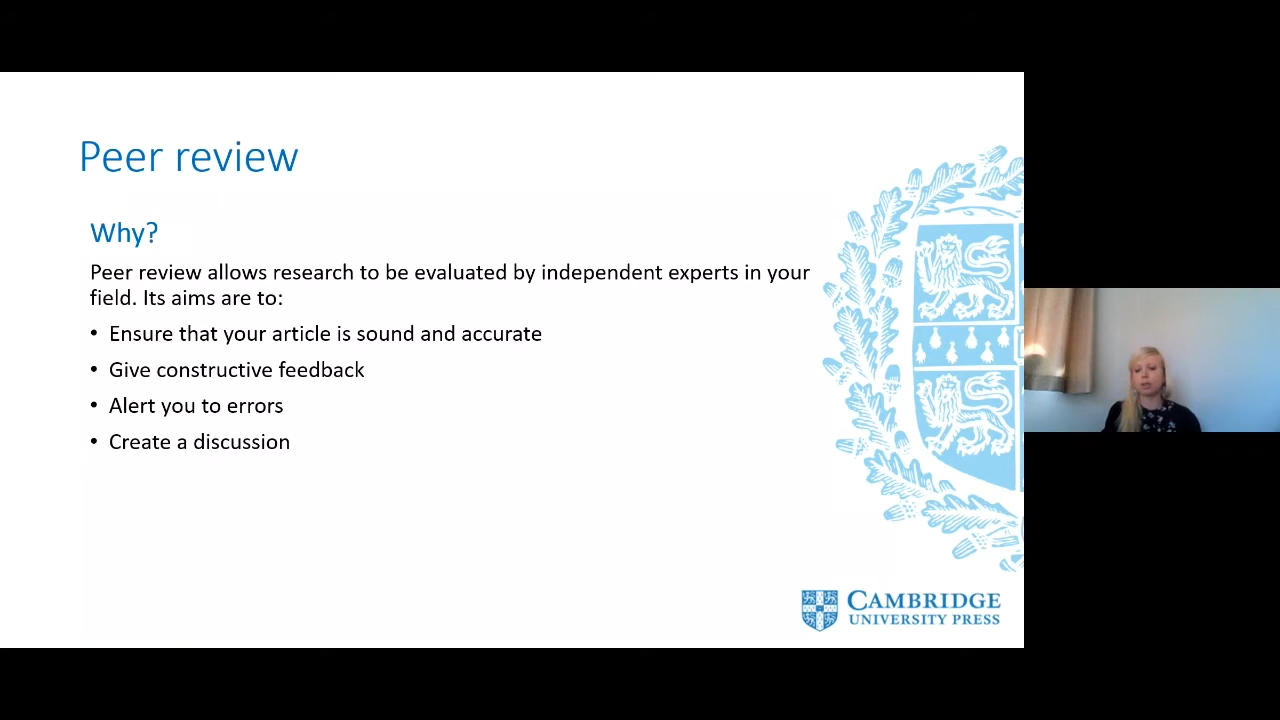 Peer review
Why?
Peer review allows research to be evaluated by independent experts in your
field. Its aims are to:
• Ensure that your article is sound and accurate
• Give constructive feedback
• Alert you to errors
• Create a discussion
CAMBRIDGE
UNIVERSITY PRESS